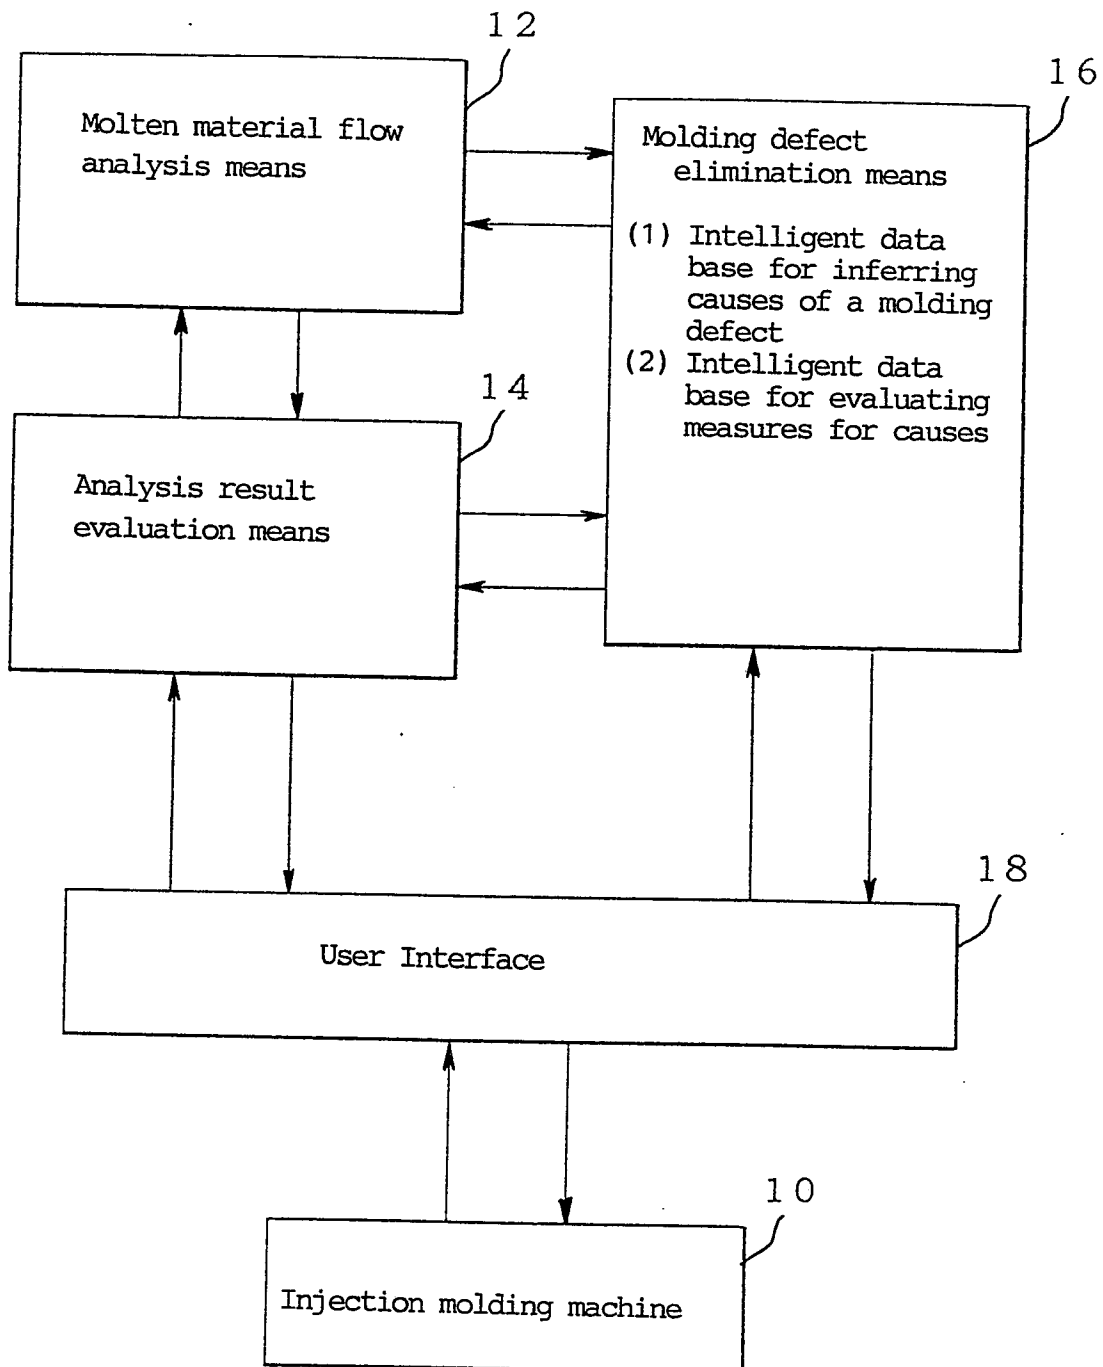 12
Molten material flow
analysis means
16
Molding defect
elimination means
(1) Intelligent data
base for inferring
causes of a molding
defect
(2) Intelligent data
base for evaluating
measures for causes
14
Analysis result
evaluation means
18
User Interface
10
Injection molding machine